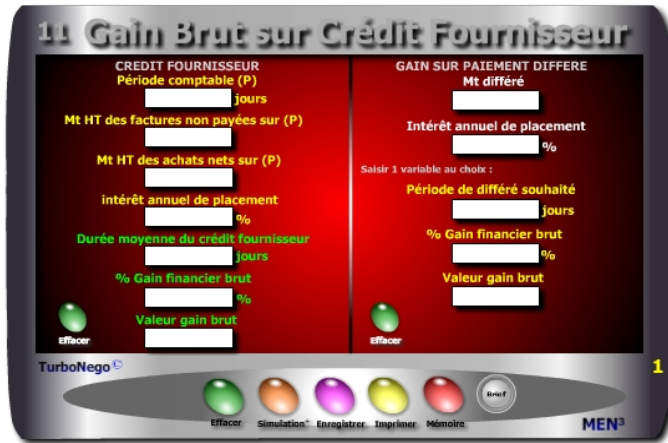 11 Gain Brut sur Crédit Fournisseur
CREDIT FOURNISSEUR
Période comptable (P)
jours
Mt HT des factures non payées sur (P)
Mt HT des achats nets sur (P)
intérêt annuel de placement
%
Durée moyenne du crédit fournisseur
jours
% Gain financier brut
%
Valeur gain brut
Effacer
GAIN SUR PAIEMENT DIFFERE
Mt différé
Intérêt annuel de placement
%
Saisir 1 variable au choix :
Période de différé souhaité
jours
% Gain financier brut
%
Valeur gain brut
Effacer
TurboNego©
1
Effacer
Simulation+
Enregistrer
Imprimer
Mémoire
Brief
MEN³